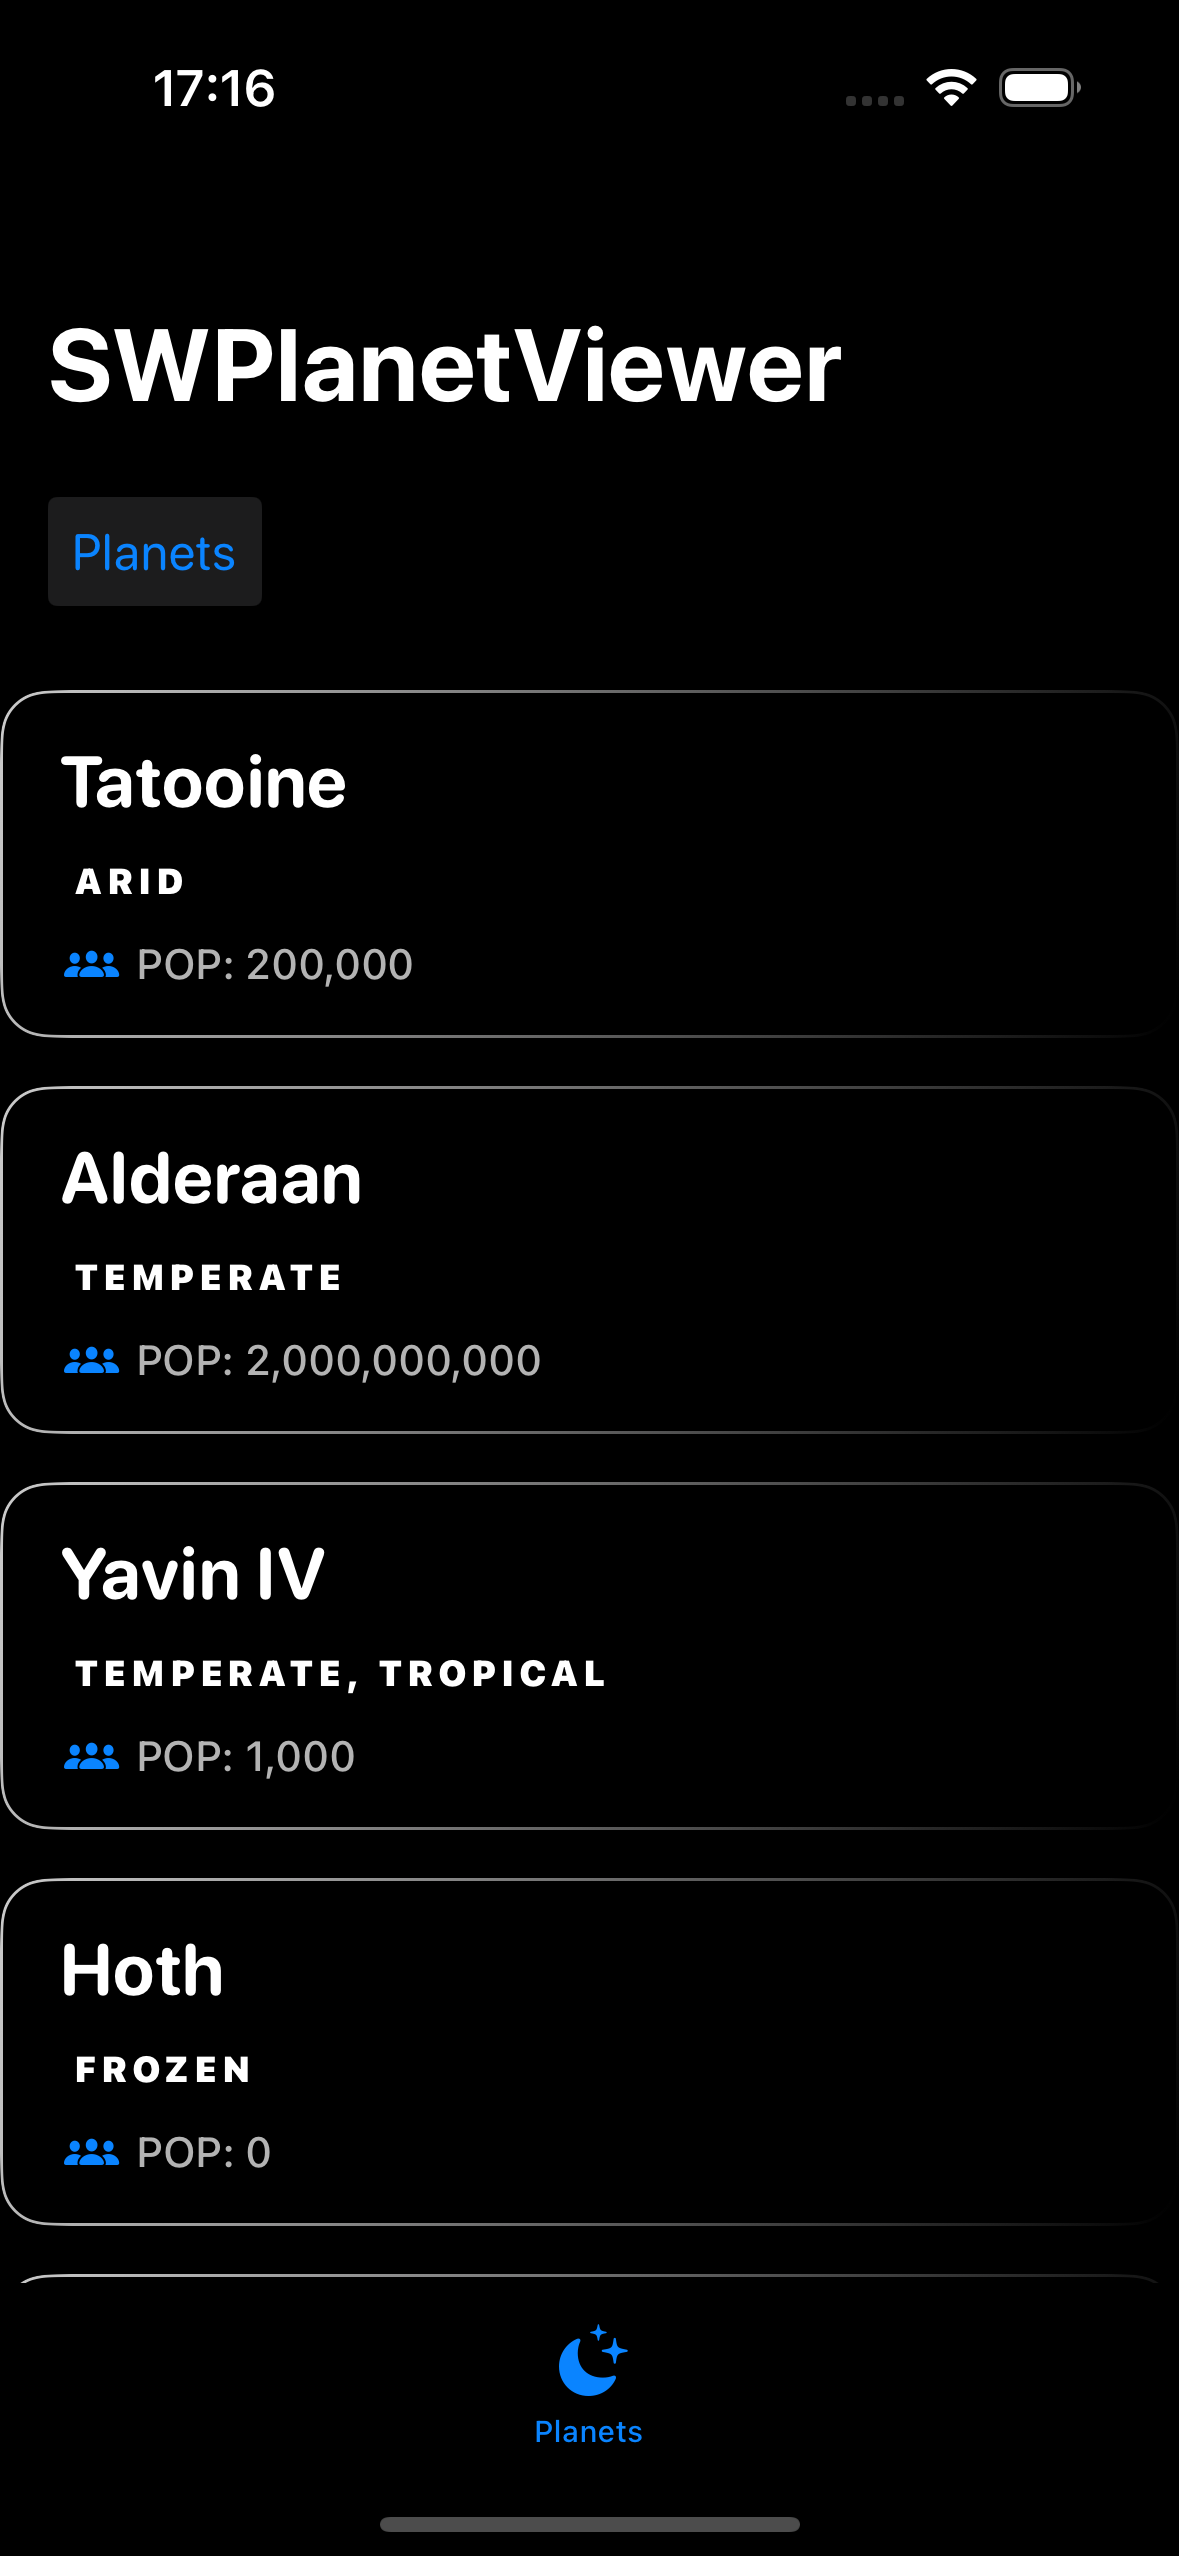 17:16
SWPlanetViewer
Planets
Tatooine
ARID
POP: 200,000
Alderaan
TEMPERATE
POP: 2,000,000,000
Yavin IV
TEMPERATE, TROPICAL
POP: 1,000
Hoth
FROZEN
POP: 0
Planets